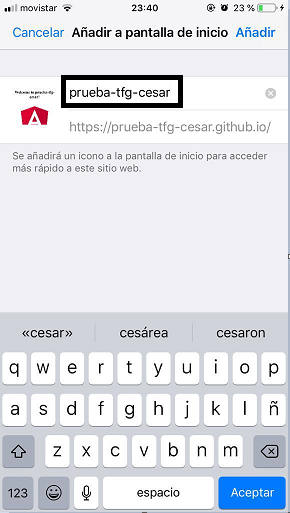 movistar 23:40 23 %
Cancelar Añadir a pantalla de inicio Añadir
Welcome to prueba-tfg-cesar!
prueba-tfg-cesar
https://prueba-tfg-cesar.github.io/
Se añadirá un icono a la pantalla de inicio para acceder
más rápido a este sitio web.
«cesar» cesárea cesaron
q w e r t y u i o p
a s d f g h j k l ñ
z x c v b n m
123 espacio Aceptar